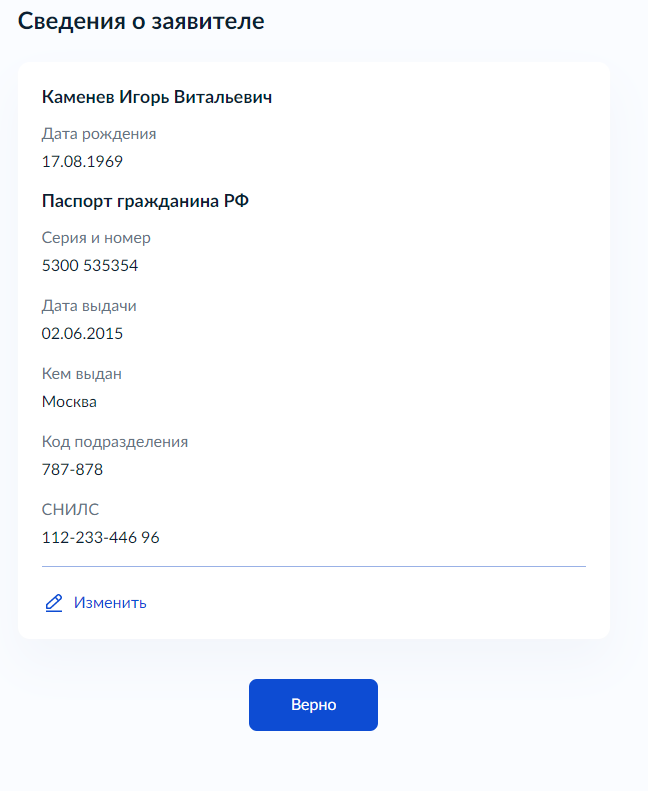 Сведения о заявителе
Каменев Игорь Витальевич
Дата рождения
17.08.1969
Паспорт гражданина РФ
Серия и номер
5300 535354
Дата выдачи
02.06.2015
Кем выдан
Москва
Код подразделения
787-878
СНИЛС
112-233-446 96
Изменить
Верно